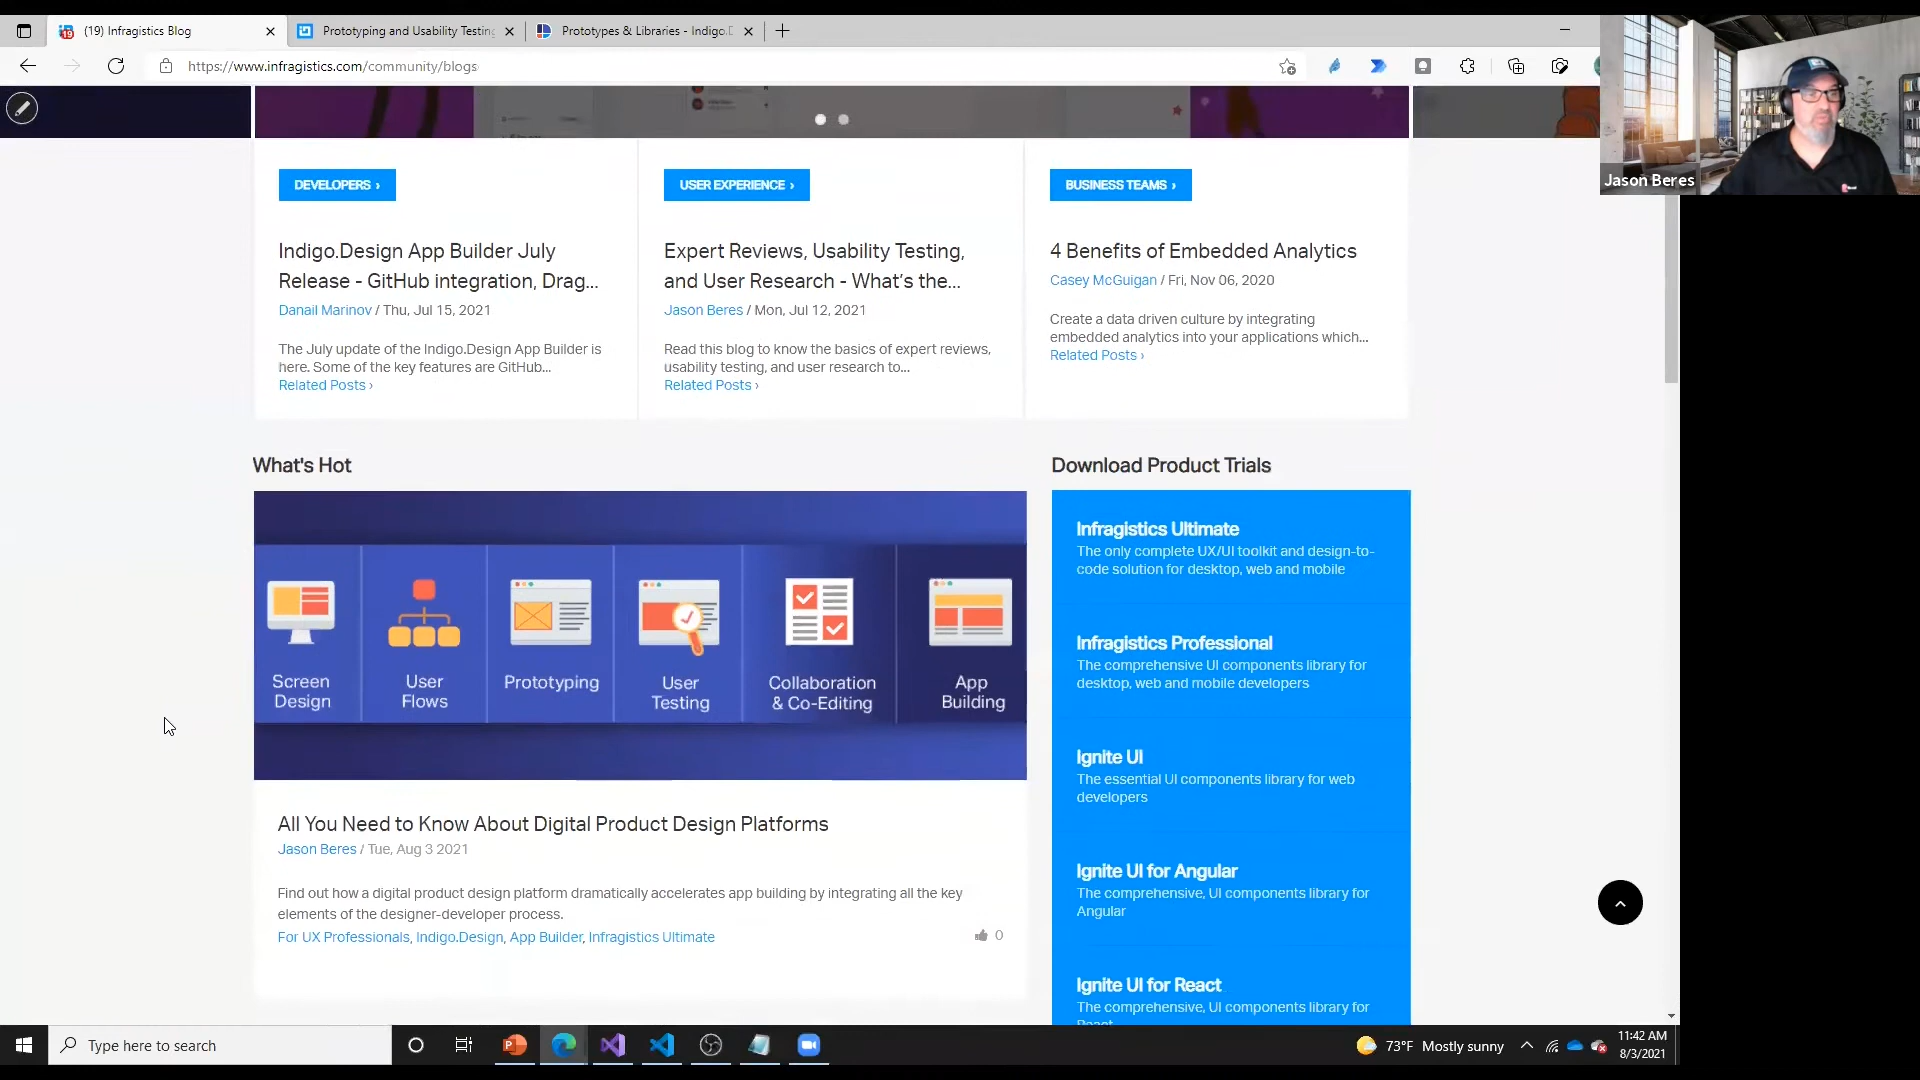 (19) Infragistics Blog
Prototyping and Usability Testing
Prototypes & Libraries - Indigo.D
https://www.infragistics.com/community/blogs
Jason Beres
DEVELOPERS ›
USER EXPERIENCE ›
BUSINESS TEAMS ›
Indigo.Design App Builder July
Release - GitHub integration, Drag...
Danail Marinov / Thu, Jul 15, 2021
The July update of the Indigo.Design App Builder is
here. Some of the key features are GitHub...
Related Posts ›
Expert Reviews, Usability Testing,
and User Research - What’s the...
Jason Beres / Mon, Jul 12, 2021
Read this blog to know the basics of expert reviews,
usability testing, and user research to...
Related Posts ›
4 Benefits of Embedded Analytics
Casey McGuigan / Fri, Nov 06, 2020
Create a data driven culture by integrating
embedded analytics into your applications which...
Related Posts ›
What's Hot
Screen
Design
User
Flows
Prototyping
User
Testing
Collaboration
& Co-Editing
App
Building
All You Need to Know About Digital Product Design Platforms
Jason Beres / Tue, Aug 3 2021
Find out how a digital product design platform dramatically accelerates app building by integrating all the key
elements of the designer-developer process.
For UX Professionals, Indigo.Design, App Builder, Infragistics Ultimate
0
Download Product Trials
Infragistics Ultimate
The only complete UX/UI toolkit and design-to-
code solution for desktop, web and mobile
Infragistics Professional
The comprehensive UI components library for
desktop, web and mobile developers
Ignite UI
The essential UI components library for web
developers
Ignite UI for Angular
The comprehensive, UI components library for
Angular
Ignite UI for React
The comprehensive, UI components library for
React
Type here to search
73°F Mostly sunny
11:42 AM
8/3/2021